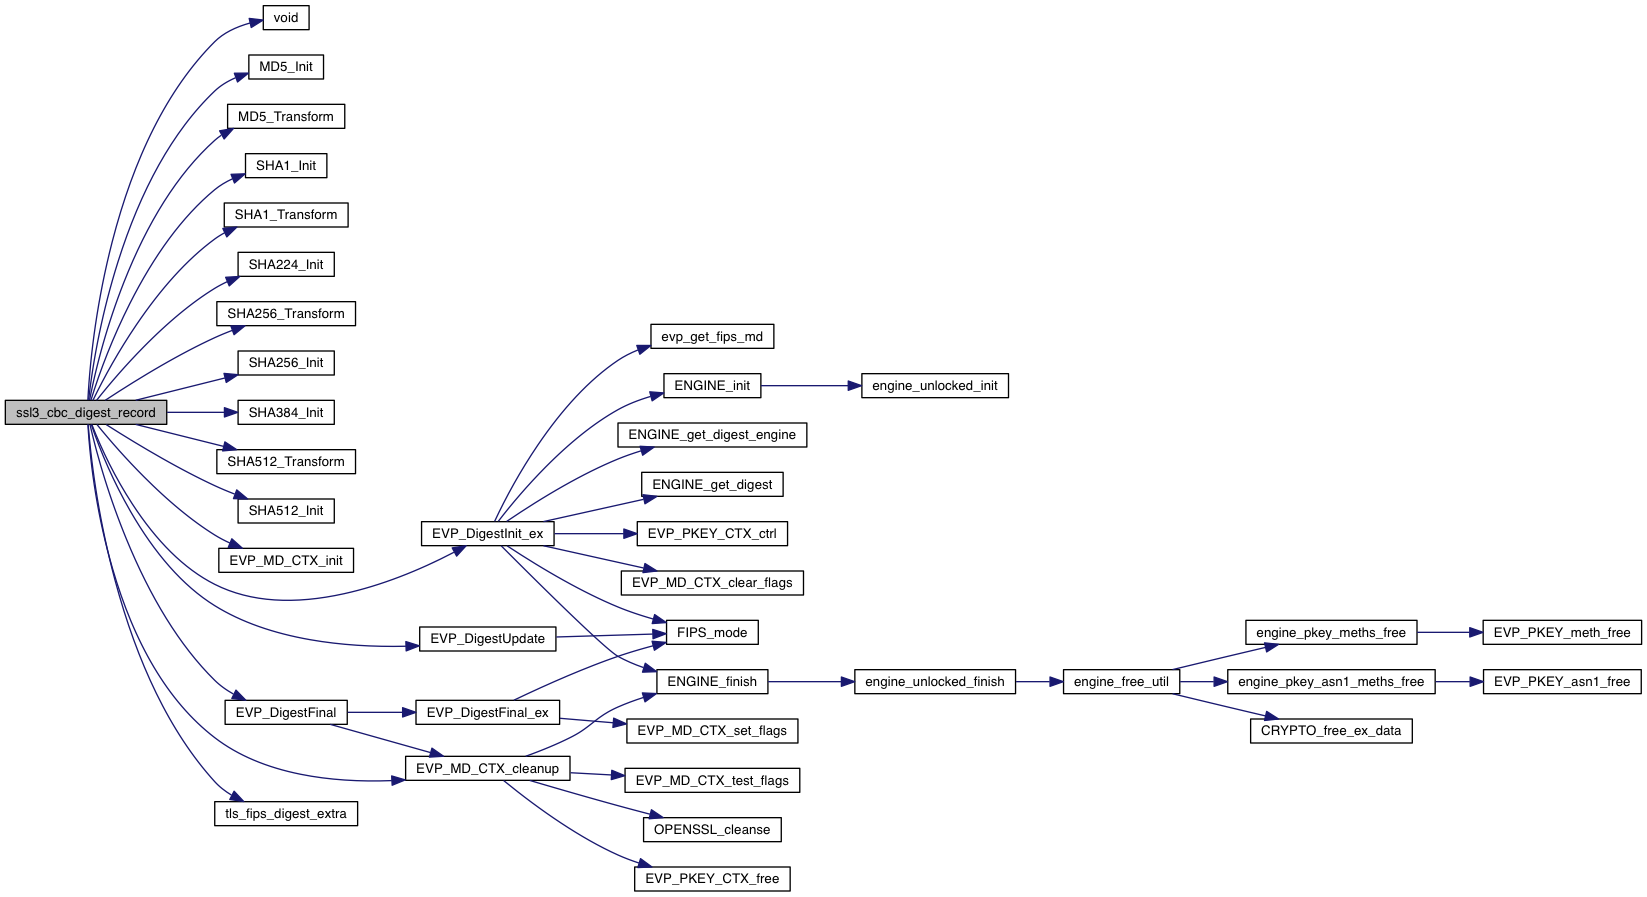 void
MD5_Init
MD5_Transform
SHA1_Init
SHA1_Transform
SHA224_Init
SHA256_Transform
SHA256_Init
ssl3_cbc_digest_record
SHA384_Init
SHA512_Transform
SHA512_Init
EVP_MD_CTX_init
EVP_DigestInit_ex
EVP_DigestUpdate
EVP_DigestFinal
EVP_DigestFinal_ex
EVP_MD_CTX_cleanup
tls_fips_digest_extra
evp_get_fips_md
ENGINE_init
engine_unlocked_init
ENGINE_get_digest_engine
ENGINE_get_digest
EVP_PKEY_CTX_ctrl
EVP_MD_CTX_clear_flags
FIPS_mode
ENGINE_finish
engine_unlocked_finish
engine_free_util
EVP_MD_CTX_set_flags
EVP_MD_CTX_test_flags
OPENSSL_cleanse
EVP_PKEY_CTX_free
engine_pkey_meths_free
EVP_PKEY_meth_free
engine_pkey_asn1_meths_free
EVP_PKEY_asn1_free
CRYPTO_free_ex_data